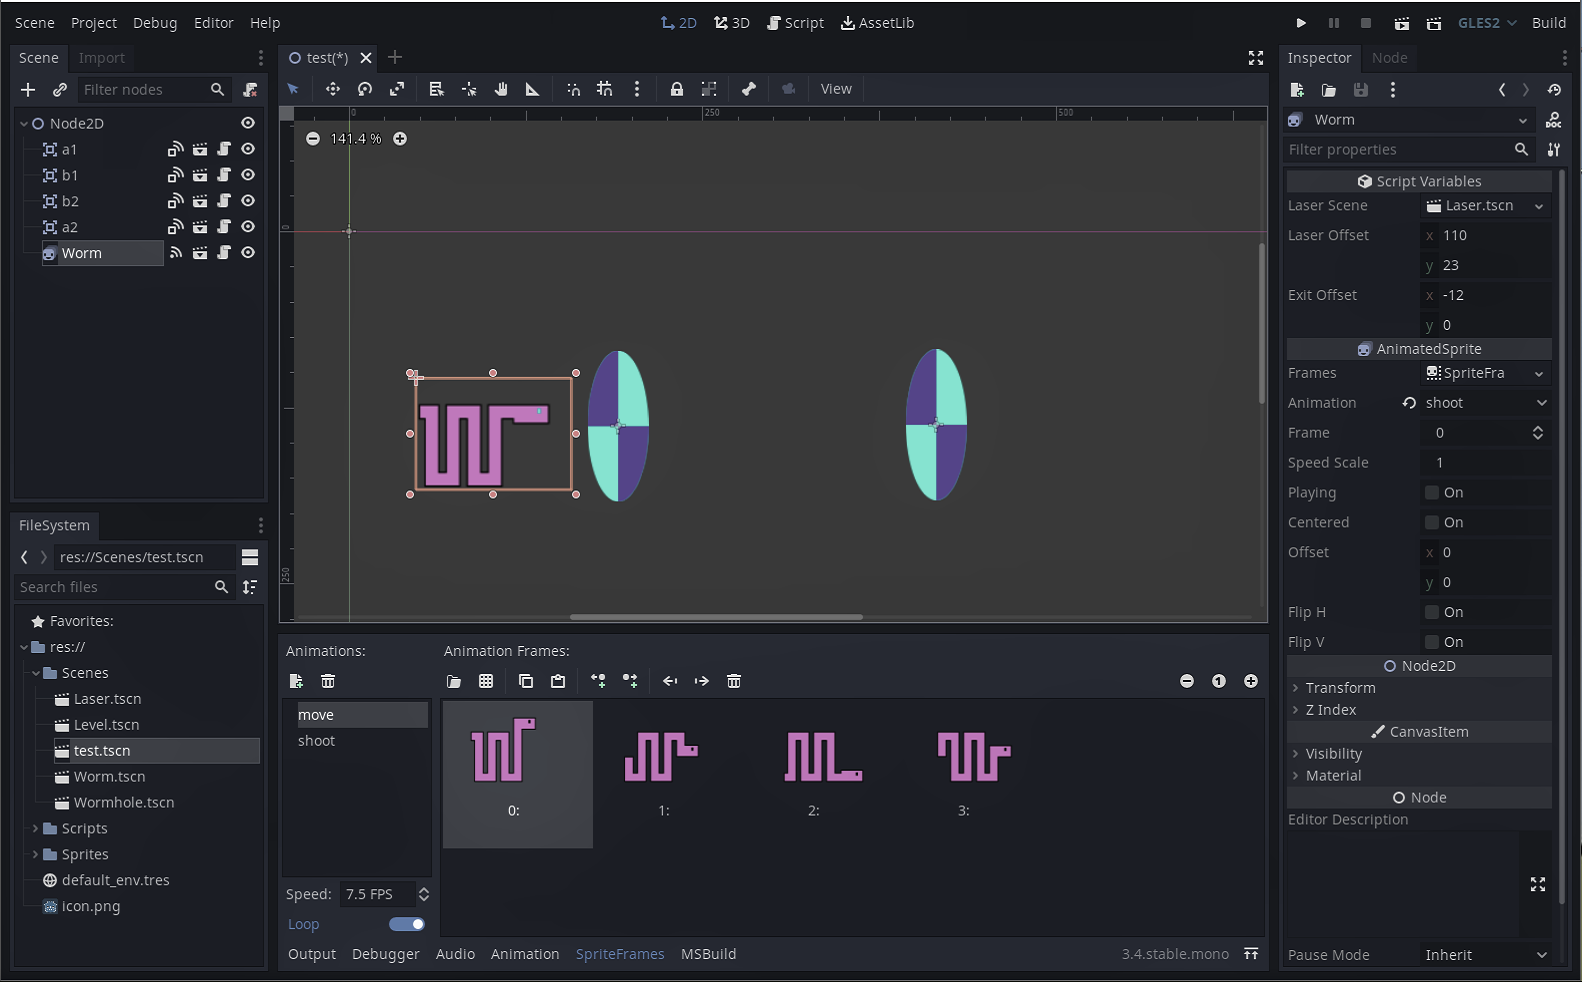 Scene Project Debug Editor Help
2D 3D Script AssetLib
GLES2 Build
Scene Import
Filter nodes
Node2D
a1
b1
b2
a2
Worm
FileSystem
res://Scenes/test.tscn
Search files
Favorites:
res://
Scenes
Laser.tscn
Level.tscn
test.tscn
Worm.tscn
Wormhole.tscn
Scripts
Sprites
default_env.tres
icon.png
test(*)
View
0 250 500
141.4 %
0
250
Animations:
move
shoot
Speed: 7.5 FPS
Loop
Animation Frames:
0: 1: 2: 3:
Output Debugger Audio Animation SpriteFrames MSBuild
3.4.stable.mono
Inspector Node
Worm
DOC
Filter properties
Script Variables
Laser Scene Laser.tscn
Laser Offset x 110
y 23
Exit Offset x -12
y 0
AnimatedSprite
Frames SpriteFra
Animation shoot
Frame 0
Speed Scale 1
Playing On
Centered On
Offset x 0
y 0
Flip H On
Flip V On
Node2D
Transform
Z Index
CanvasItem
Visibility
Material
Node
Editor Description
Pause Mode Inherit